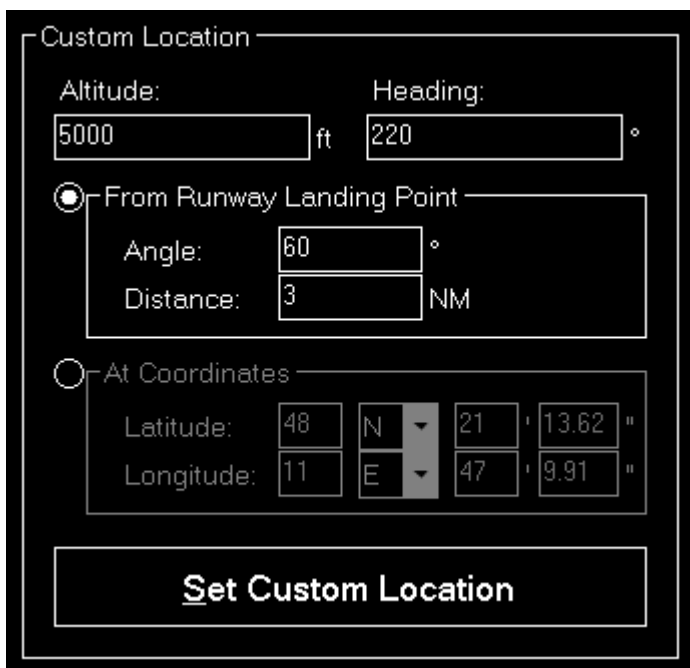 Custom Location
Altitude: Heading:
5000 ft 220 °
From Runway Landing Point
Angle: 60 °
Distance: 3 NM
At Coordinates
Latitude: 48 N 21 ' 13.62 "
Longitude: 11 E 47 ' 9.91 "
Set Custom Location